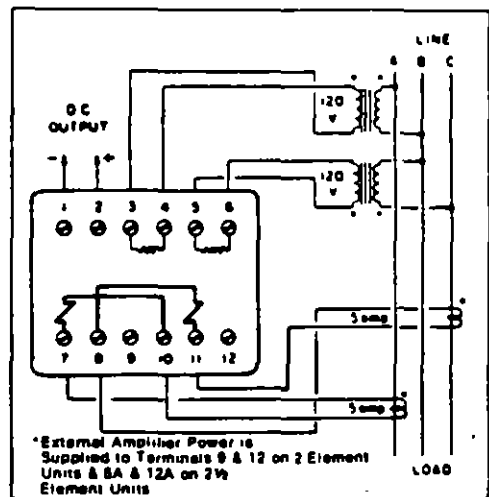 LINE
A B C
DC
OUTPUT
- +
120
V
120
V
1 2 3 4 5 6
7 8 9 10 11 12
5 amp
5 amp
*External Amplifier Power is
Supplied to Terminals 9 & 12 on 2 Element
Units & 8A & 12A on 2½
Element Units
LOAD